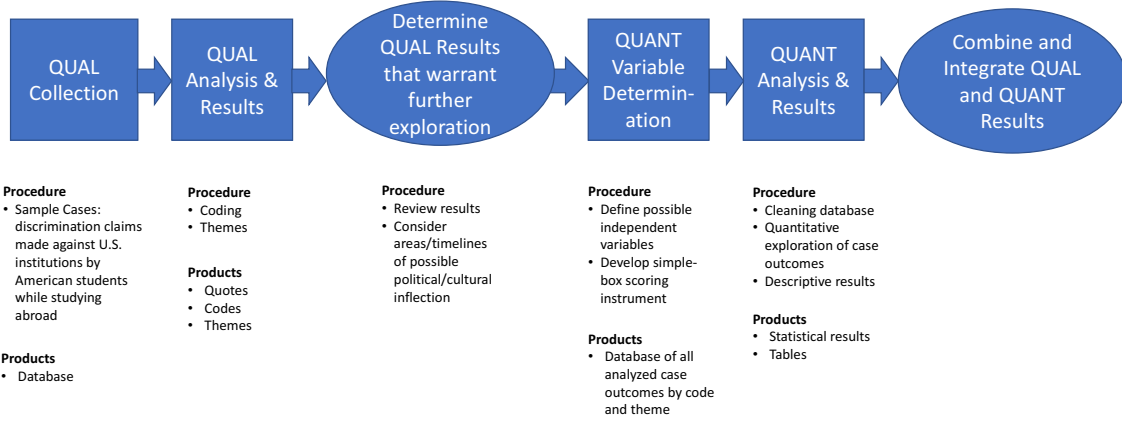 QUAL
Collection
QUAL
Analysis &
Results
Determine
QUAL Results
that warrant
further
exploration
QUANT
Variable
Determin-
ation
QUANT
Analysis &
Results
Combine and
Integrate QUAL
and QUANT
Results
Procedure
• Sample Cases:
discrimination claims
made against U.S.
institutions by
American students
while studying
abroad
Products
• Database
Procedure
• Coding
• Themes
Products
• Quotes
• Codes
• Themes
Procedure
• Review results
• Consider
areas/timelines
of possible
political/cultural
inflection
Procedure
• Define possible
independent
variables
• Develop simple-
box scoring
instrument
Products
• Database of all
analyzed case
outcomes by code
and theme
Procedure
• Cleaning database
• Quantitative
exploration of case
outcomes
• Descriptive results
Products
• Statistical results
• Tables